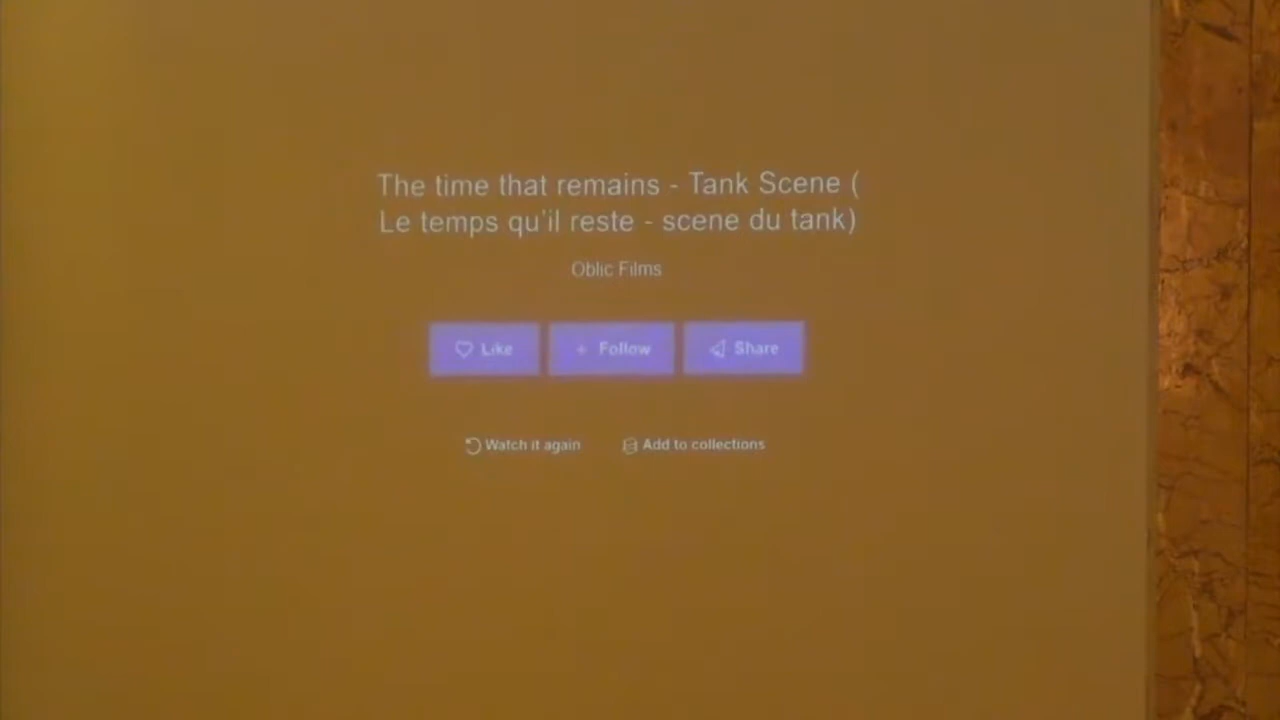 The time that remains - Tank Scene (
Le temps qu'il reste - scene du tank)
Oblic Films
Like
+ Follow
Share
Watch it again
Add to collections